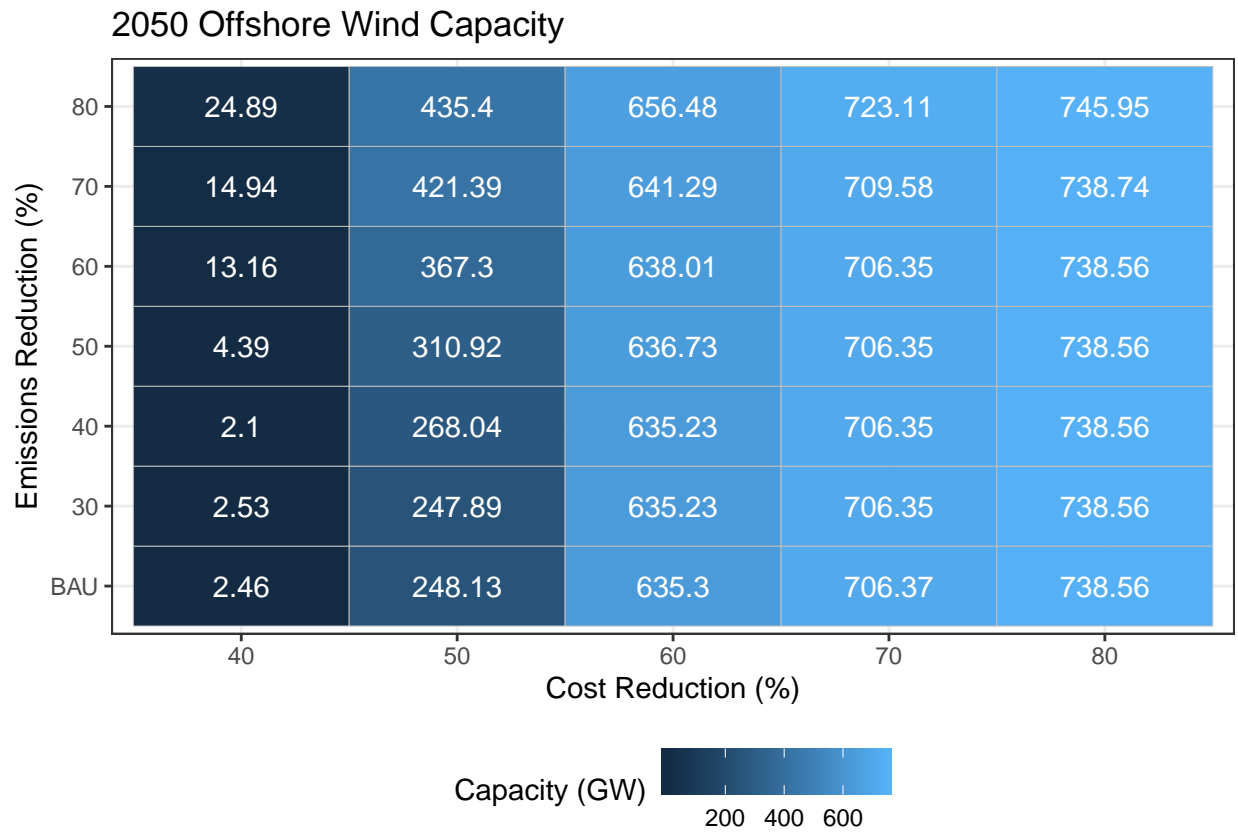 2050 Offshore Wind Capacity
Emissions Reduction (%)
80 24.89 435.4 656.48 723.11 745.95
70 14.94 421.39 641.29 709.58 738.74
60 13.16 367.3 638.01 706.35 738.56
50 4.39 310.92 636.73 706.35 738.56
40 2.1 268.04 635.23 706.35 738.56
30 2.53 247.89 635.23 706.35 738.56
BAU 2.46 248.13 635.3 706.37 738.56
40 50 60 70 80
Cost Reduction (%)
Capacity (GW)
200 400 600